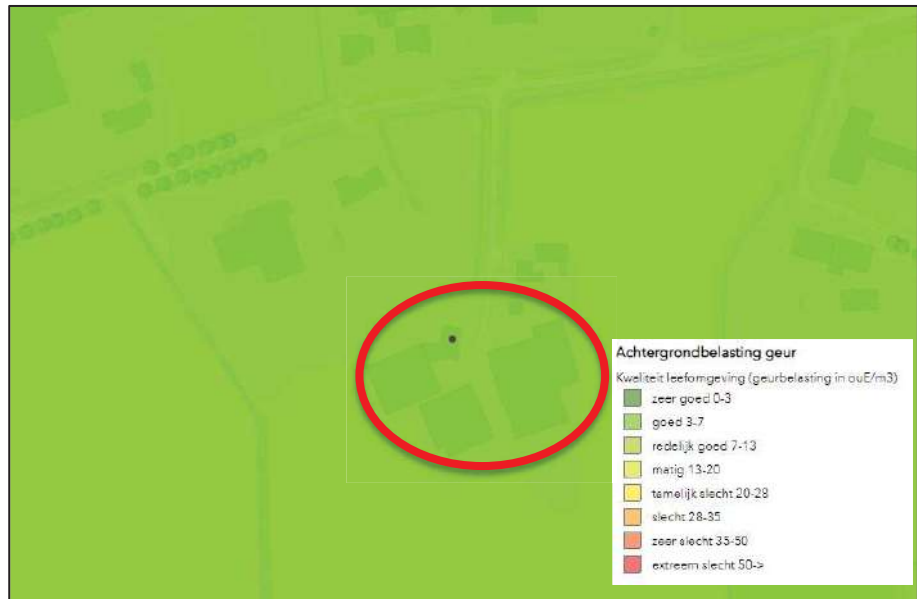 Achtergrondbelasting geur
Kwaliteit leefomgeving (geurbelasting in ouE/m3)
zeer goed 0-3
goed 3-7
redelijk goed 7-13
matig 13-20
tamelijk slecht 20-28
slecht 28-35
zeer slecht 35-50
extreem slecht 50->